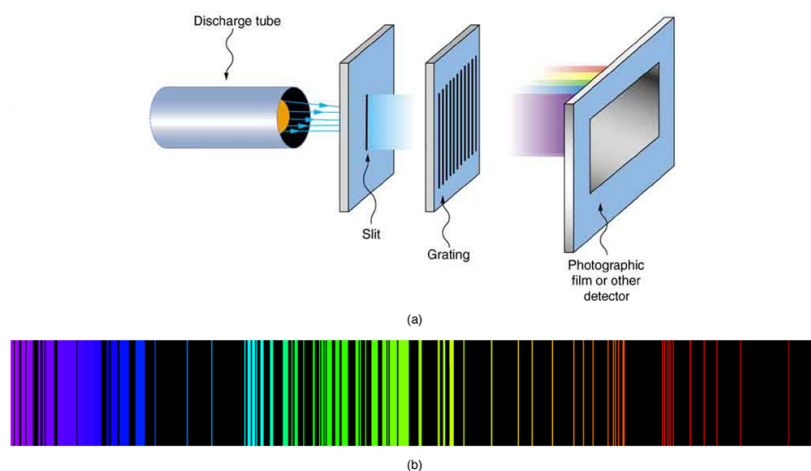 Discharge tube
Slit
Grating
Photographic
film or other
detector
(a)
(b)